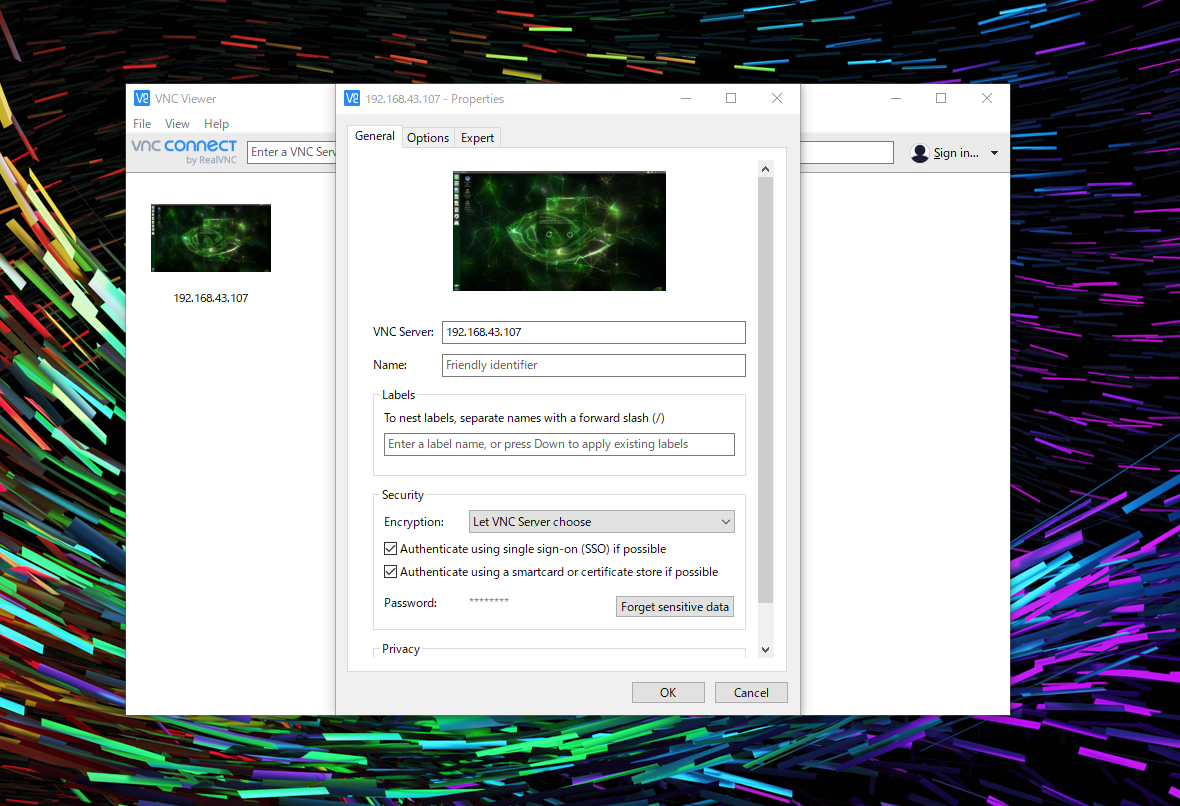 VNC Viewer
File View Help
vnc connect
by RealVNC
Enter a VNC Serv
Sign in...
192.168.43.107
192.168.43.107 - Properties
General Options Expert
VNC Server: 192.168.43.107
Name: Friendly identifier
Labels
To nest labels, separate names with a forward slash (/)
Enter a label name, or press Down to apply existing labels
Security
Encryption: Let VNC Server choose
Authenticate using single sign-on (SSO) if possible
Authenticate using a smartcard or certificate store if possible
Password: ********
Forget sensitive data
Privacy
OK Cancel